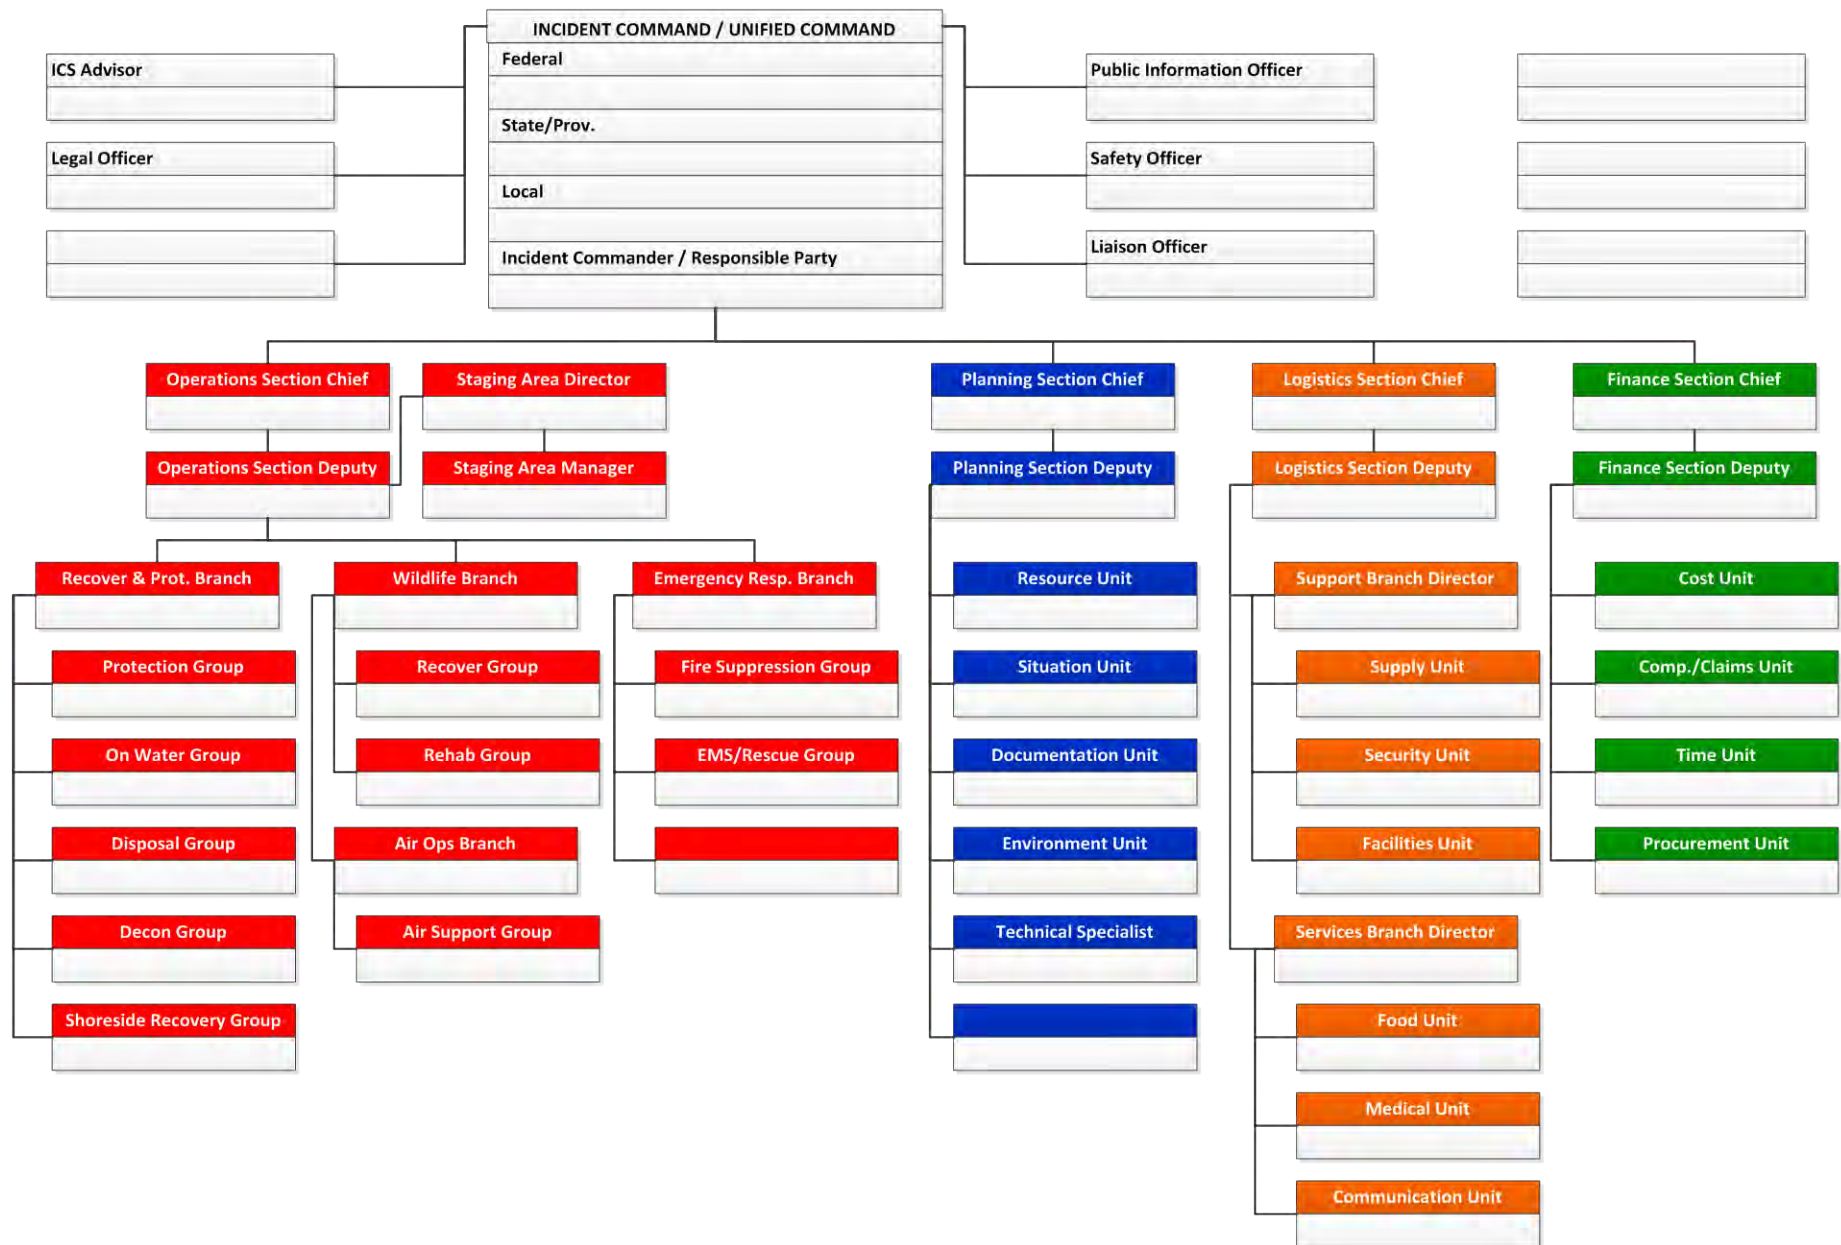 INCIDENT COMMAND / UNIFIED COMMAND
Federal
State/Prov.
Local
Incident Commander / Responsible Party
ICS Advisor
Legal Officer
Public Information Officer
Safety Officer
Liaison Officer
Operations Section Chief
Staging Area Director
Operations Section Deputy
Staging Area Manager
Recover & Prot. Branch
Protection Group
On Water Group
Disposal Group
Decon Group
Shoreside Recovery Group
Wildlife Branch
Recover Group
Rehab Group
Air Ops Branch
Air Support Group
Emergency Resp. Branch
Fire Suppression Group
EMS/Rescue Group
Planning Section Chief
Planning Section Deputy
Resource Unit
Situation Unit
Documentation Unit
Environment Unit
Technical Specialist
Logistics Section Chief
Logistics Section Deputy
Support Branch Director
Supply Unit
Security Unit
Facilities Unit
Services Branch Director
Food Unit
Medical Unit
Communication Unit
Finance Section Chief
Finance Section Deputy
Cost Unit
Comp./Claims Unit
Time Unit
Procurement Unit